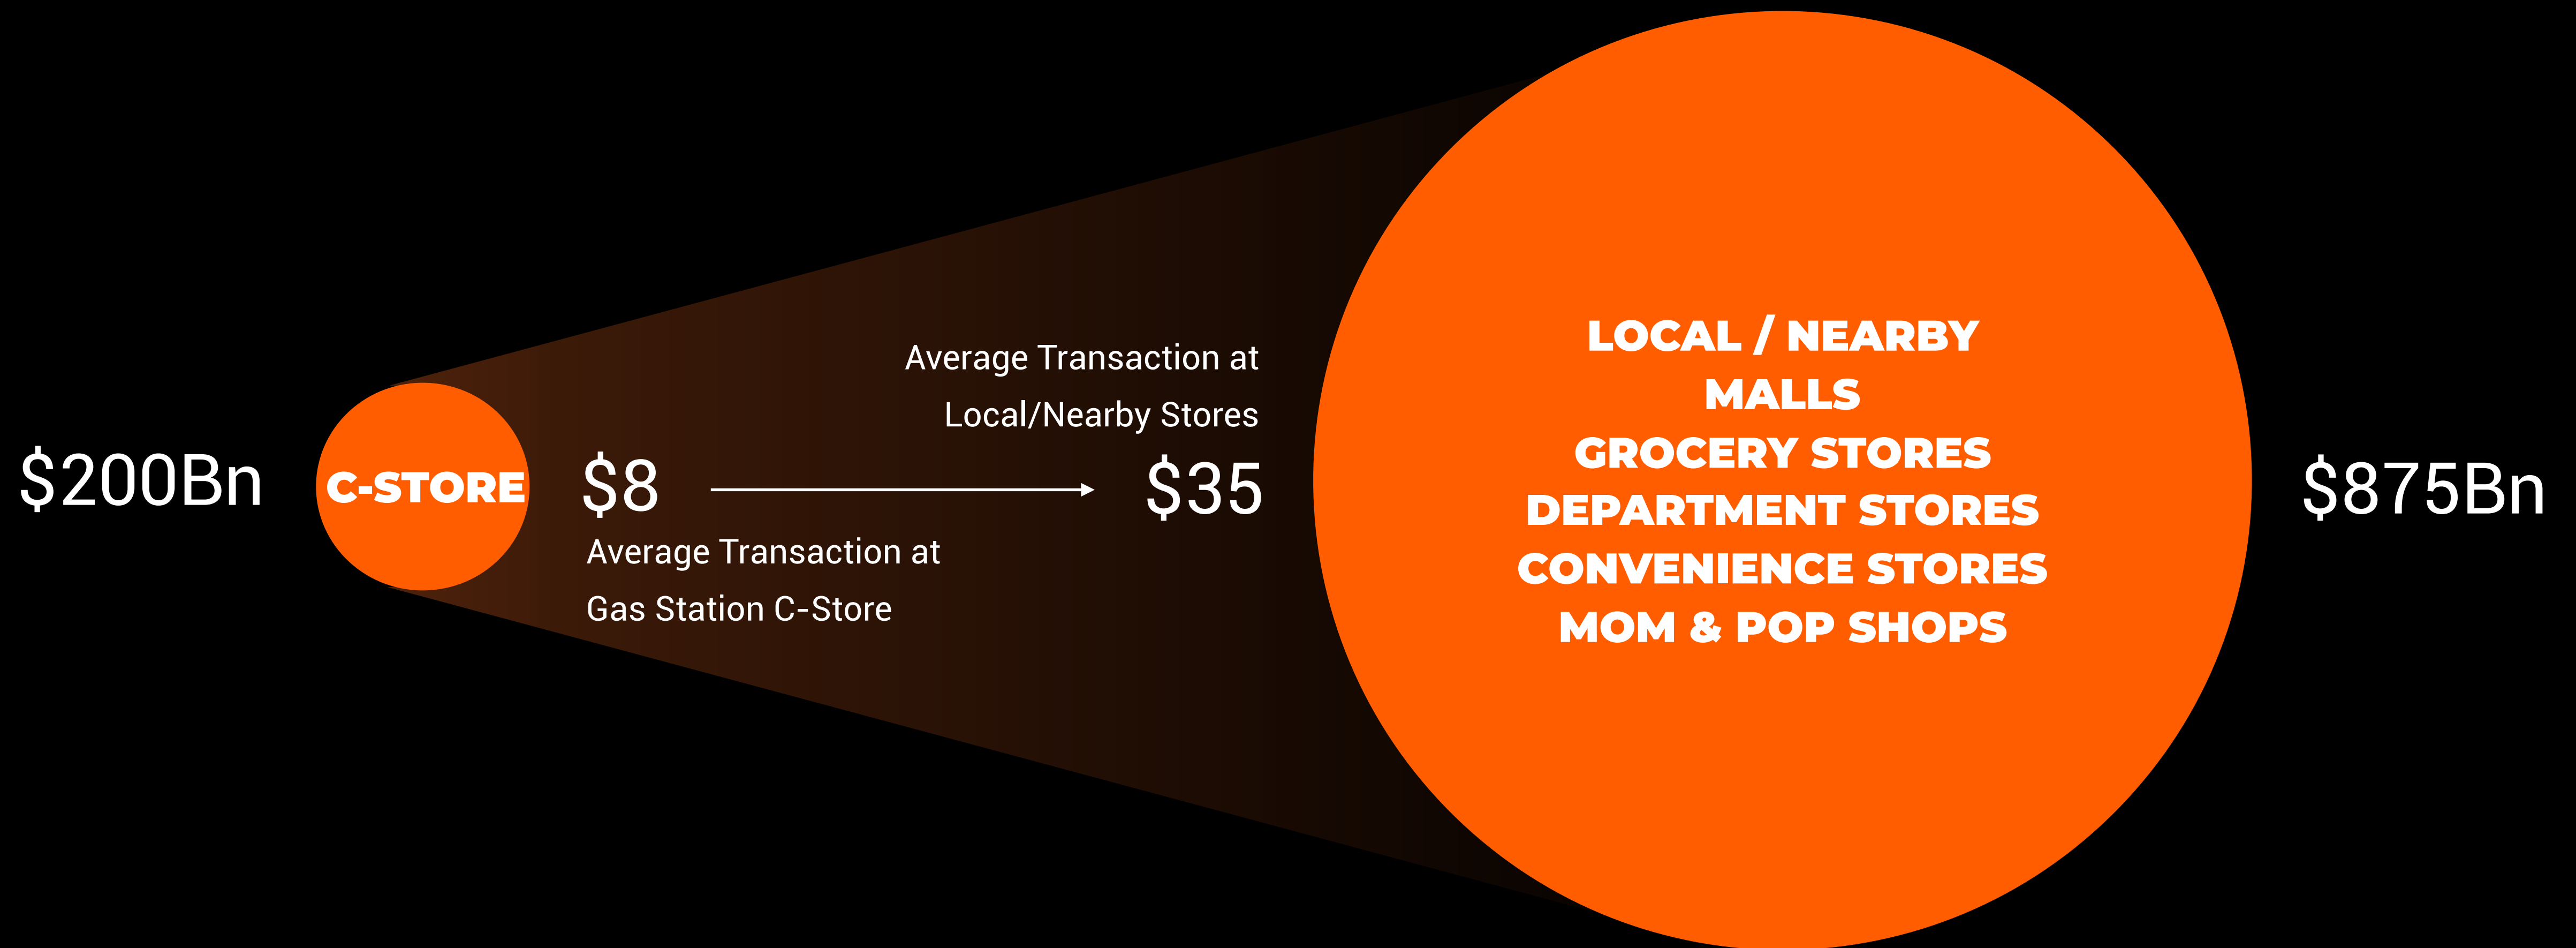 $200Bn
C-STORE
$8
Average Transaction at
Gas Station C-Store
Average Transaction at
Local/Nearby Stores
$35
LOCAL / NEARBY
MALLS
GROCERY STORES
DEPARTMENT STORES
CONVENIENCE STORES
MOM & POP SHOPS
$875Bn